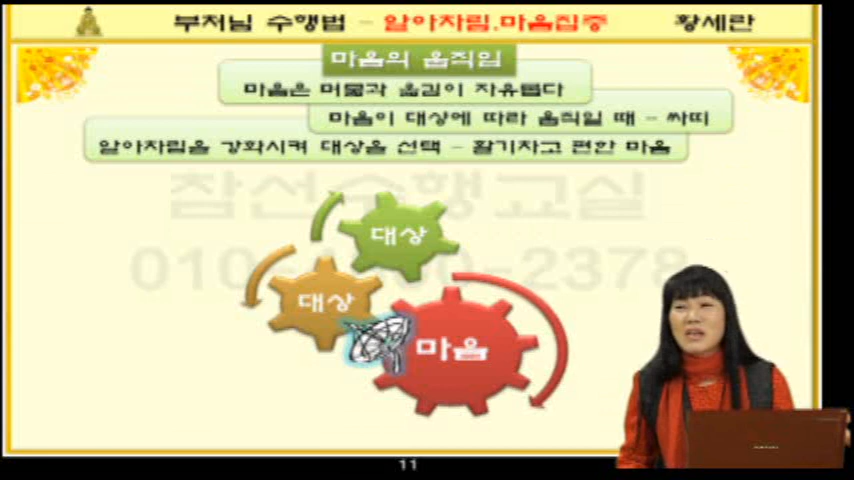 부처님 수행법 - 알아차림.마음집중 황세란
마음의 움직임
마음은 머묾과 옮김이 자유롭다
마음이 대상에 따라 움직일 때 - 싸띠
알아차림을 강화시켜 대상을 선택 - 활기차고 편한 마음
참선수행교실
대상
대상
마음
11